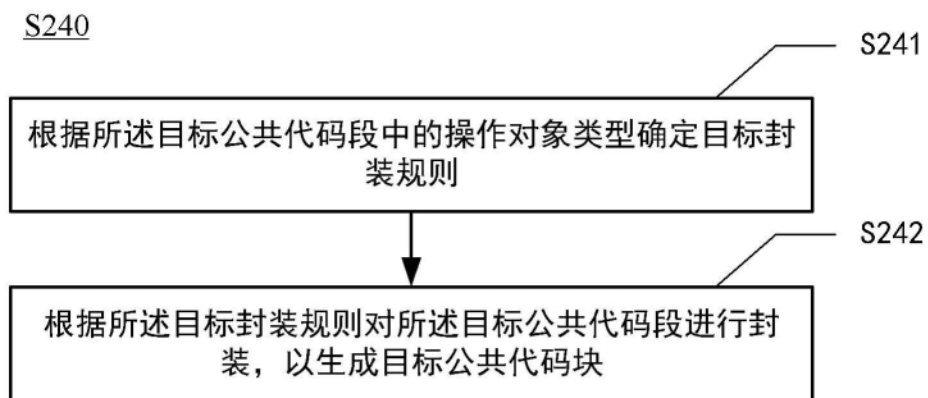 S240
S241
根据所述目标公共代码段中的操作对象类型确定目标封
装规则
S242
根据所述目标封装规则对所述目标公共代码段进行封
装，以生成目标公共代码块